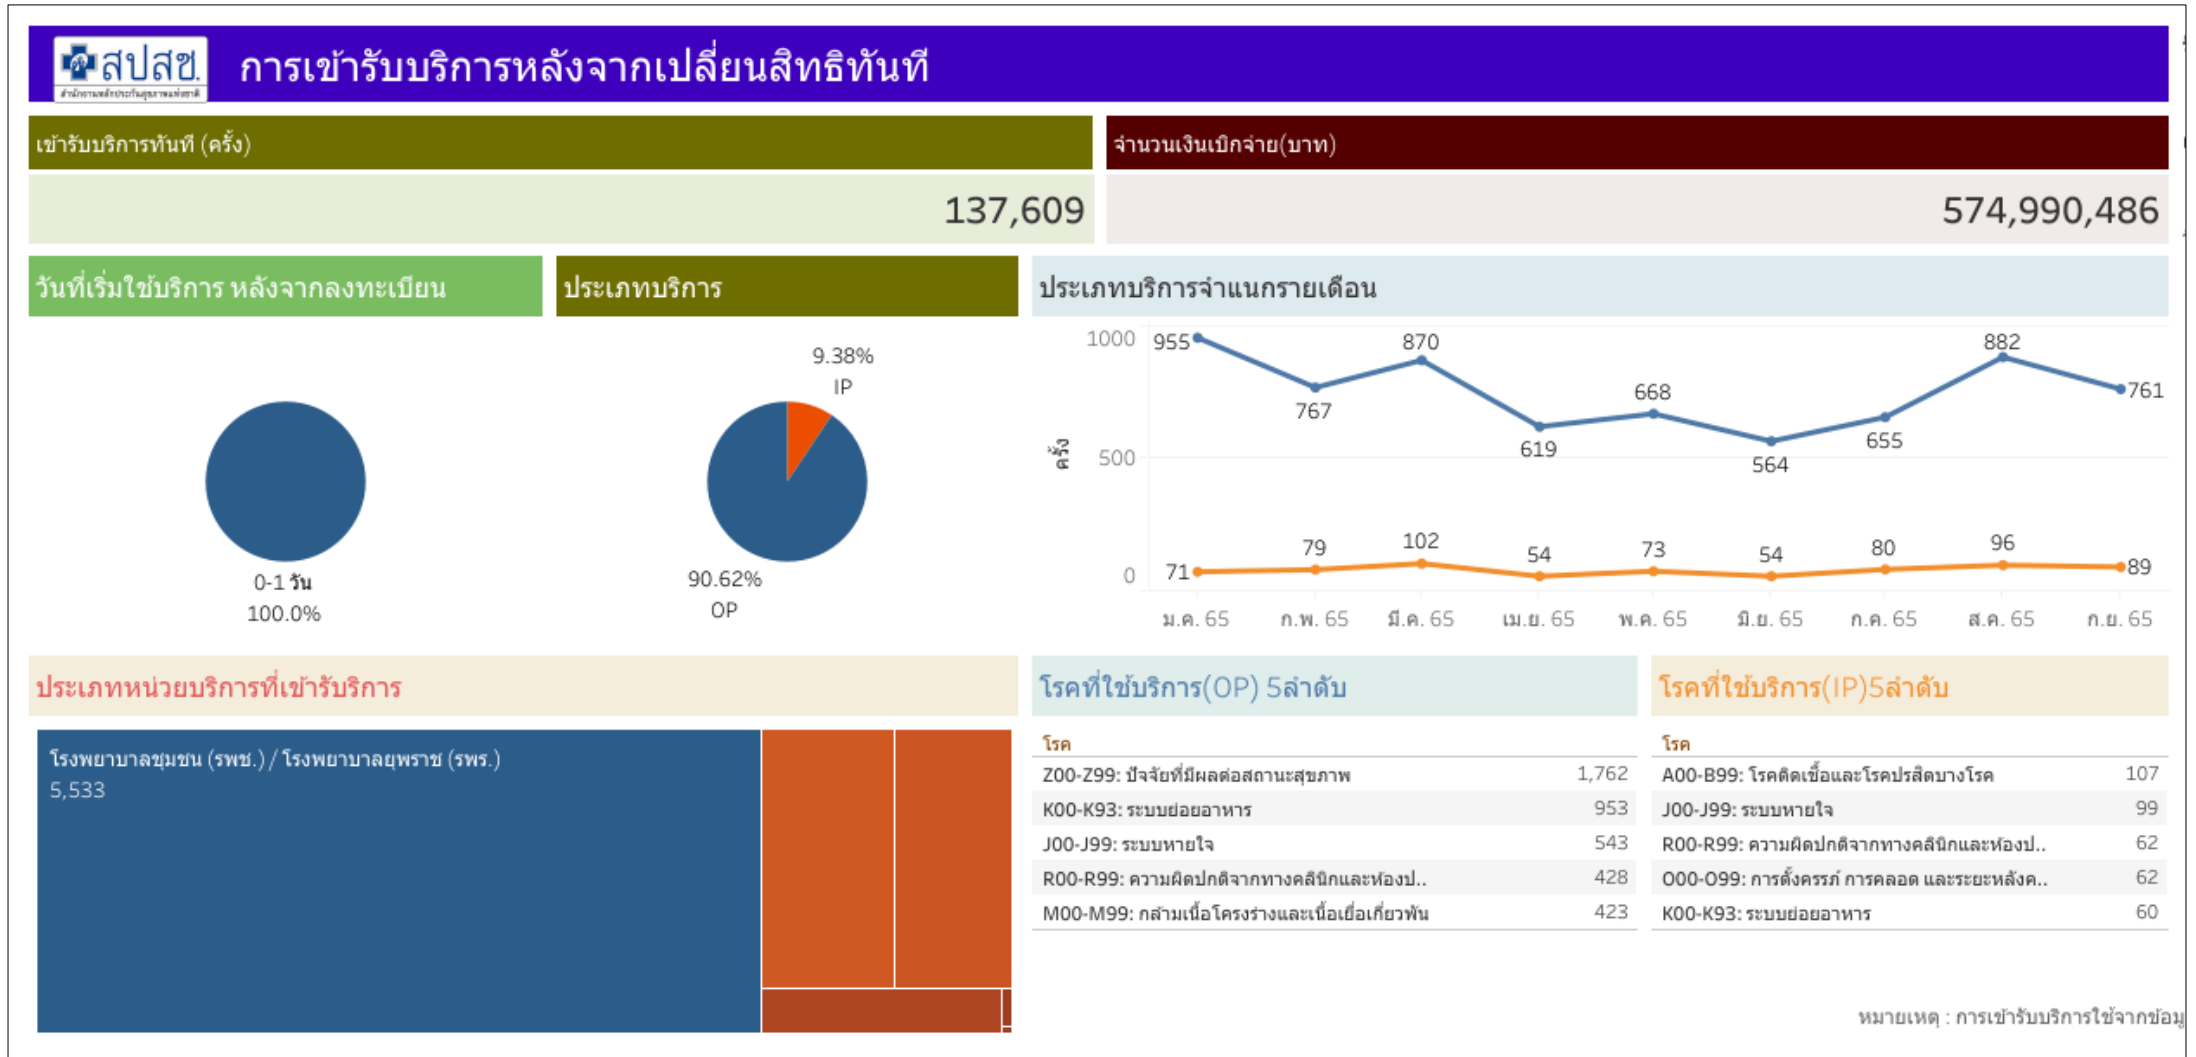 สปสช.
สำนักงานหลักประกันสุขภาพแห่งชาติ
การเข้ารับบริการหลังจากเปลี่ยนสิทธิทันที
เข้ารับบริการทันที (ครั้ง)
จำนวนเงินเบิกจ่าย(บาท)
137,609
574,990,486
วันที่เริ่มใช้บริการ หลังจากลงทะเบียน
ประเภทบริการ
ประเภทบริการจำแนกรายเดือน
0-1 วัน
100.0%
9.38%
IP
90.62%
OP
ครั้ง
1000
500
0
955
767
870
619
668
564
655
882
761
71
79
102
54
73
54
80
96
89
ม.ค. 65
ก.พ. 65
มี.ค. 65
เม.ย. 65
พ.ค. 65
มิ.ย. 65
ก.ค. 65
ส.ค. 65
ก.ย. 65
ประเภทหน่วยบริการที่เข้ารับริการ
โรงพยาบาลชุมชน (รพช.) / โรงพยาบาลยุพราช (รพร.)
5,533
โรคที่ใช้บริการ(OP) 5ลำดับ
โรค
Z00-Z99: ปัจจัยที่มีผลต่อสถานะสุขภาพ 1,762
K00-K93: ระบบย่อยอาหาร 953
J00-J99: ระบบหายใจ 543
R00-R99: ความผิดปกติจากทางคลินิกและห้องป.. 428
M00-M99: กล้ามเนื้อโครงร่างและเนื้อเยื่อเกี่ยวพัน 423
โรคที่ใช้บริการ(IP)5ลำดับ
โรค
A00-B99: โรคติดเชื้อและโรคปรสิตบางโรค 107
J00-J99: ระบบหายใจ 99
R00-R99: ความผิดปกติจากทางคลินิกและห้องป.. 62
O00-O99: การตั้งครรภ์ การคลอด และระยะหลังค.. 62
K00-K93: ระบบย่อยอาหาร 60
หมายเหตุ : การเข้ารับบริการใช้จากข้อมู